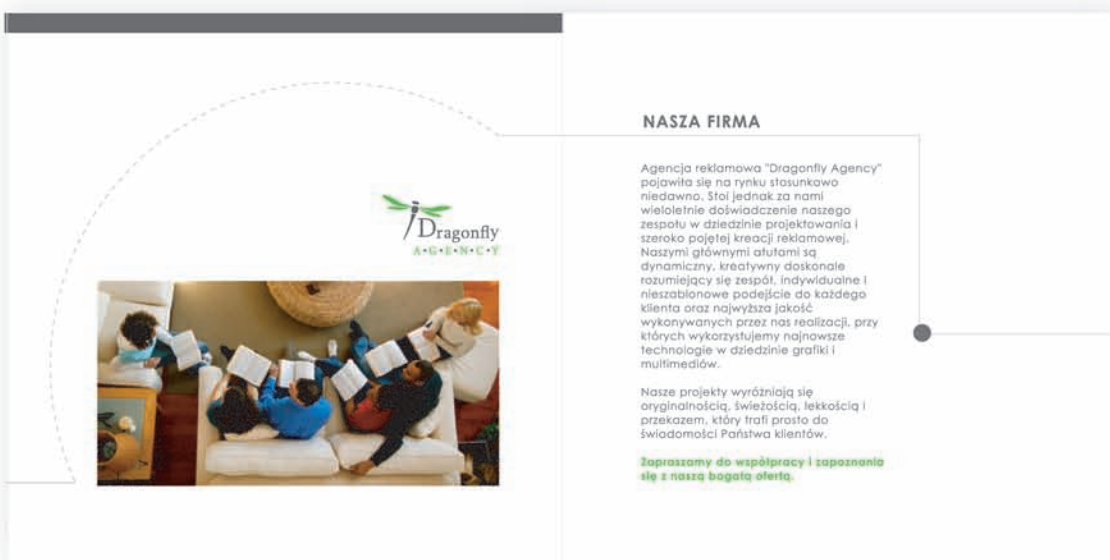 Dragonfly
A•G•E•N•C•Y
NASZA FIRMA
Agencja reklamowa "Dragonfly Agency"
pojawiła się na rynku stosunkowo
niedawno. Stoi jednak za nami
wieloletnie doświadczenie naszego
zespołu w dziedzinie projektowania i
szeroko pojętej kreacji reklamowej.
Naszymi głównymi atutami są
dynamiczny, kreatywny doskonale
rozumiejący się zespół, indywidualne i
nieszablonowe podejście do każdego
klienta oraz najwyższa jakość
wykonywanych przez nas realizacji, przy
których wykorzystujemy najnowsze
technologie w dziedzinie grafiki i
multimediów.
Nasze projekty wyróżniają się
oryginalnością, świeżością, lekkością i
przekazem, który trafi prosto do
świadomości Państwa klientów.
Zapraszamy do współpracy i zapoznania
się z naszą bogatą ofertą.